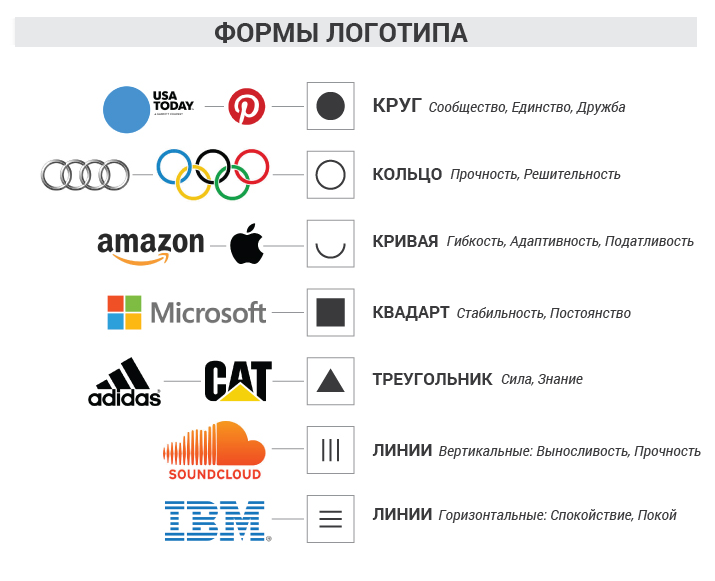 ФОРМЫ ЛОГОТИПА
USA
TODAY
КРУГ Сообщество, Единство, Дружба
КОЛЬЦО Прочность, Решительность
amazon
КРИВАЯ Гибкость, Адаптивность, Податливость
Microsoft
КВАДАРТ Стабильность, Постоянство
adidas
CAT
ТРЕУГОЛЬНИК Сила, Знание
SOUNDCLOUD
ЛИНИИ Вертикальные: Выносливость, Прочность
IBM
ЛИНИИ Горизонтальные: Спокойствие, Покой